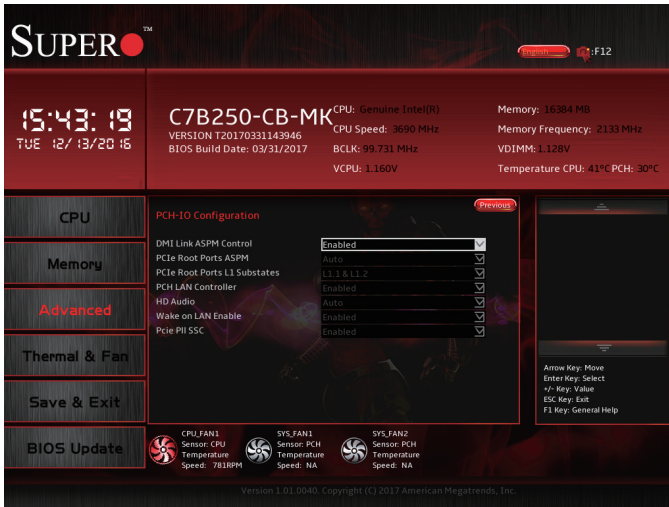 SUPER TM
English :F12
15:43:19
TUE 12/13/2016
C7B250-CB-MK
VERSION T20170331143946
BIOS Build Date: 03/31/2017
CPU: Genuine Intel(R)
CPU Speed: 3690 MHz
BCLK: 99.731 MHz
VCPU: 1.160V
Memory: 16384 MB
Memory Frequency: 2133 MHz
VDIMM: 1.128V
Temperature CPU: 41°C PCH: 30°C
CPU
Memory
Advanced
Thermal & Fan
Save & Exit
BIOS Update
Previous
PCH-IO Configuration
DMI Link ASPM Control Enabled
PCIe Root Ports ASPM Auto
PCIe Root Ports L1 Substates L1.1 & L1.2
PCH LAN Controller Enabled
HD Audio Auto
Wake on LAN Enable Enabled
Pcie Pll SSC Enabled
Arrow Key: Move
Enter Key: Select
+/- Key: Value
ESC Key: Exit
F1 Key: General Help
CPU_FAN1
Sensor: CPU
Temperature
Speed: 781RPM
SYS_FAN1
Sensor: PCH
Temperature
Speed: NA
SYS_FAN2
Sensor: PCH
Temperature
Speed: NA
Version 1.01.0040. Copyright (C) 2017 American Megatrends, Inc.